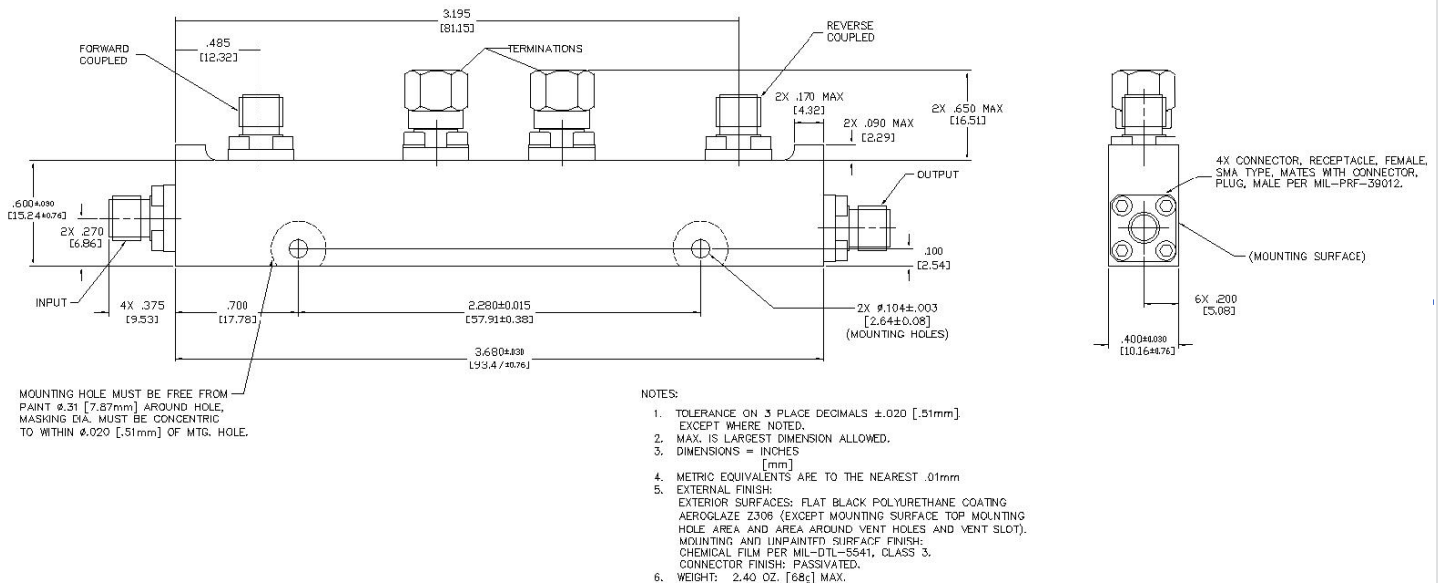 3.195
[81.15]
.485
[12.32]
FORWARD
COUPLED
TERMINATIONS
REVERSE
COUPLED
2X .170 MAX
[4.32]
2X .090 MAX
[2.29]
2X .650 MAX
[16.51]
4X CONNECTOR, RECEPTACLE, FEMALE,
SMA TYPE, MATES WITH CONNECTOR,
PLUG, MALE PER MIL-PRF-39012.
OUTPUT
.600±.030
[15.24±0.76]
2X .270
[6.86]
.100
[2.54]
(MOUNTING SURFACE)
INPUT
4X .375
[9.53]
.700
[17.78]
2.280±0.015
[57.91±0.38]
2X ø.104±.003
[2.64±0.08]
(MOUNTING HOLES)
6X .200
[5.08]
3.680±.030
[93.47±0.76]
.400±.030
[10.16±0.76]
MOUNTING HOLE MUST BE FREE FROM
PAINT ø.31 [7.87mm] AROUND HOLE,
MASKING DIA. MUST BE CONCENTRIC
TO WITHIN ø.020 [.51mm] OF MTG. HOLE.
NOTES:
1. TOLERANCE ON 3 PLACE DECIMALS ±.020 [.51mm]
EXCEPT WHERE NOTED.
2. MAX. IS LARGEST DIMENSION ALLOWED.
3. DIMENSIONS = INCHES
[mm]
4. METRIC EQUIVALENTS ARE TO THE NEAREST .01mm
5. EXTERNAL FINISH:
EXTERIOR SURFACES: FLAT BLACK POLYURETHANE COATING
AEROGLAZE Z306 (EXCEPT MOUNTING SURFACE TOP MOUNTING
HOLE AREA AND AREA AROUND VENT HOLES AND VENT SLOT).
MOUNTING AND UNPAINTED SURFACE FINISH:
CHEMICAL FILM PER MIL-DTL-5541, CLASS 3.
CONNECTOR FINISH: PASSIVATED.
6. WEIGHT: 2.40 OZ. [68g] MAX.